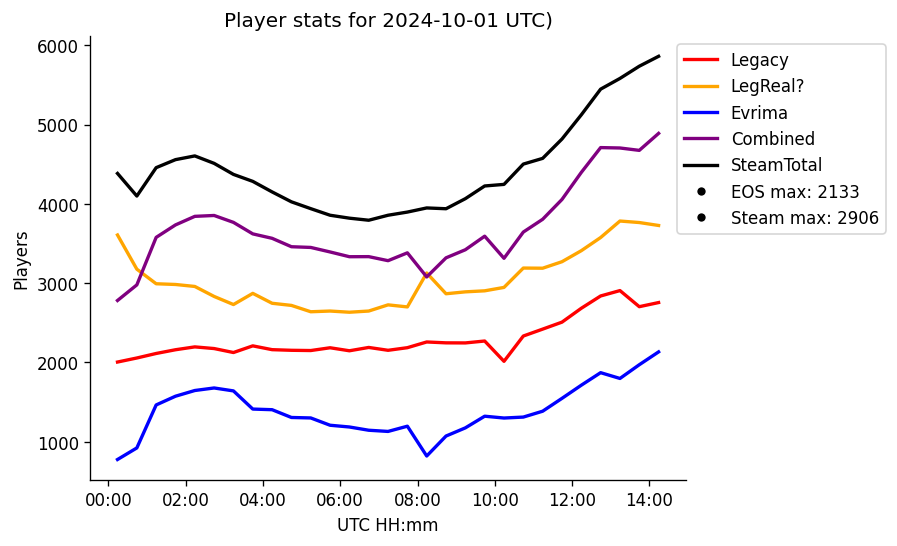 Player stats for 2024-10-01 UTC)
Players
6000
5000
4000
3000
2000
1000
00:00 02:00 04:00 06:00 08:00 10:00 12:00 14:00
UTC HH:mm
Legacy
LegReal?
Evrima
Combined
SteamTotal
EOS max: 2133
Steam max: 2906